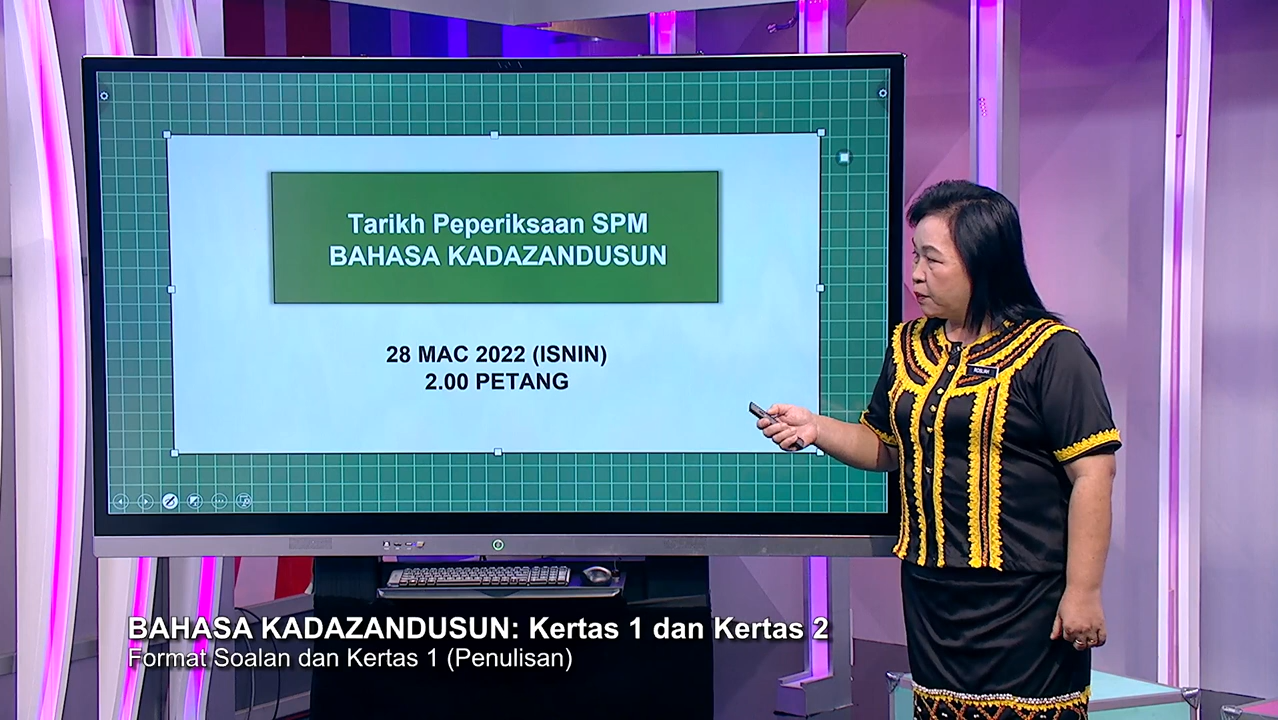 Tarikh Peperiksaan SPM
BAHASA KADAZANDUSUN
28 MAC 2022 (ISNIN)
2.00 PETANG
ROSLIAH
BAHASA KADAZANDUSUN: Kertas 1 dan Kertas 2
Format Soalan dan Kertas 1 (Penulisan)